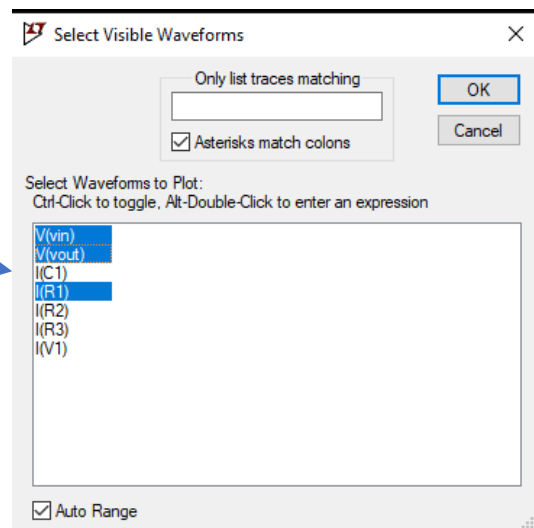 Select Visible Waveforms
Only list traces matching
OK
Asterisks match colons
Cancel
Select Waveforms to Plot:
Ctrl-Click to toggle, Alt-Double-Click to enter an expression
V(vin)
V(vout)
I(C1)
I(R1)
I(R2)
I(R3)
I(V1)
Auto Range